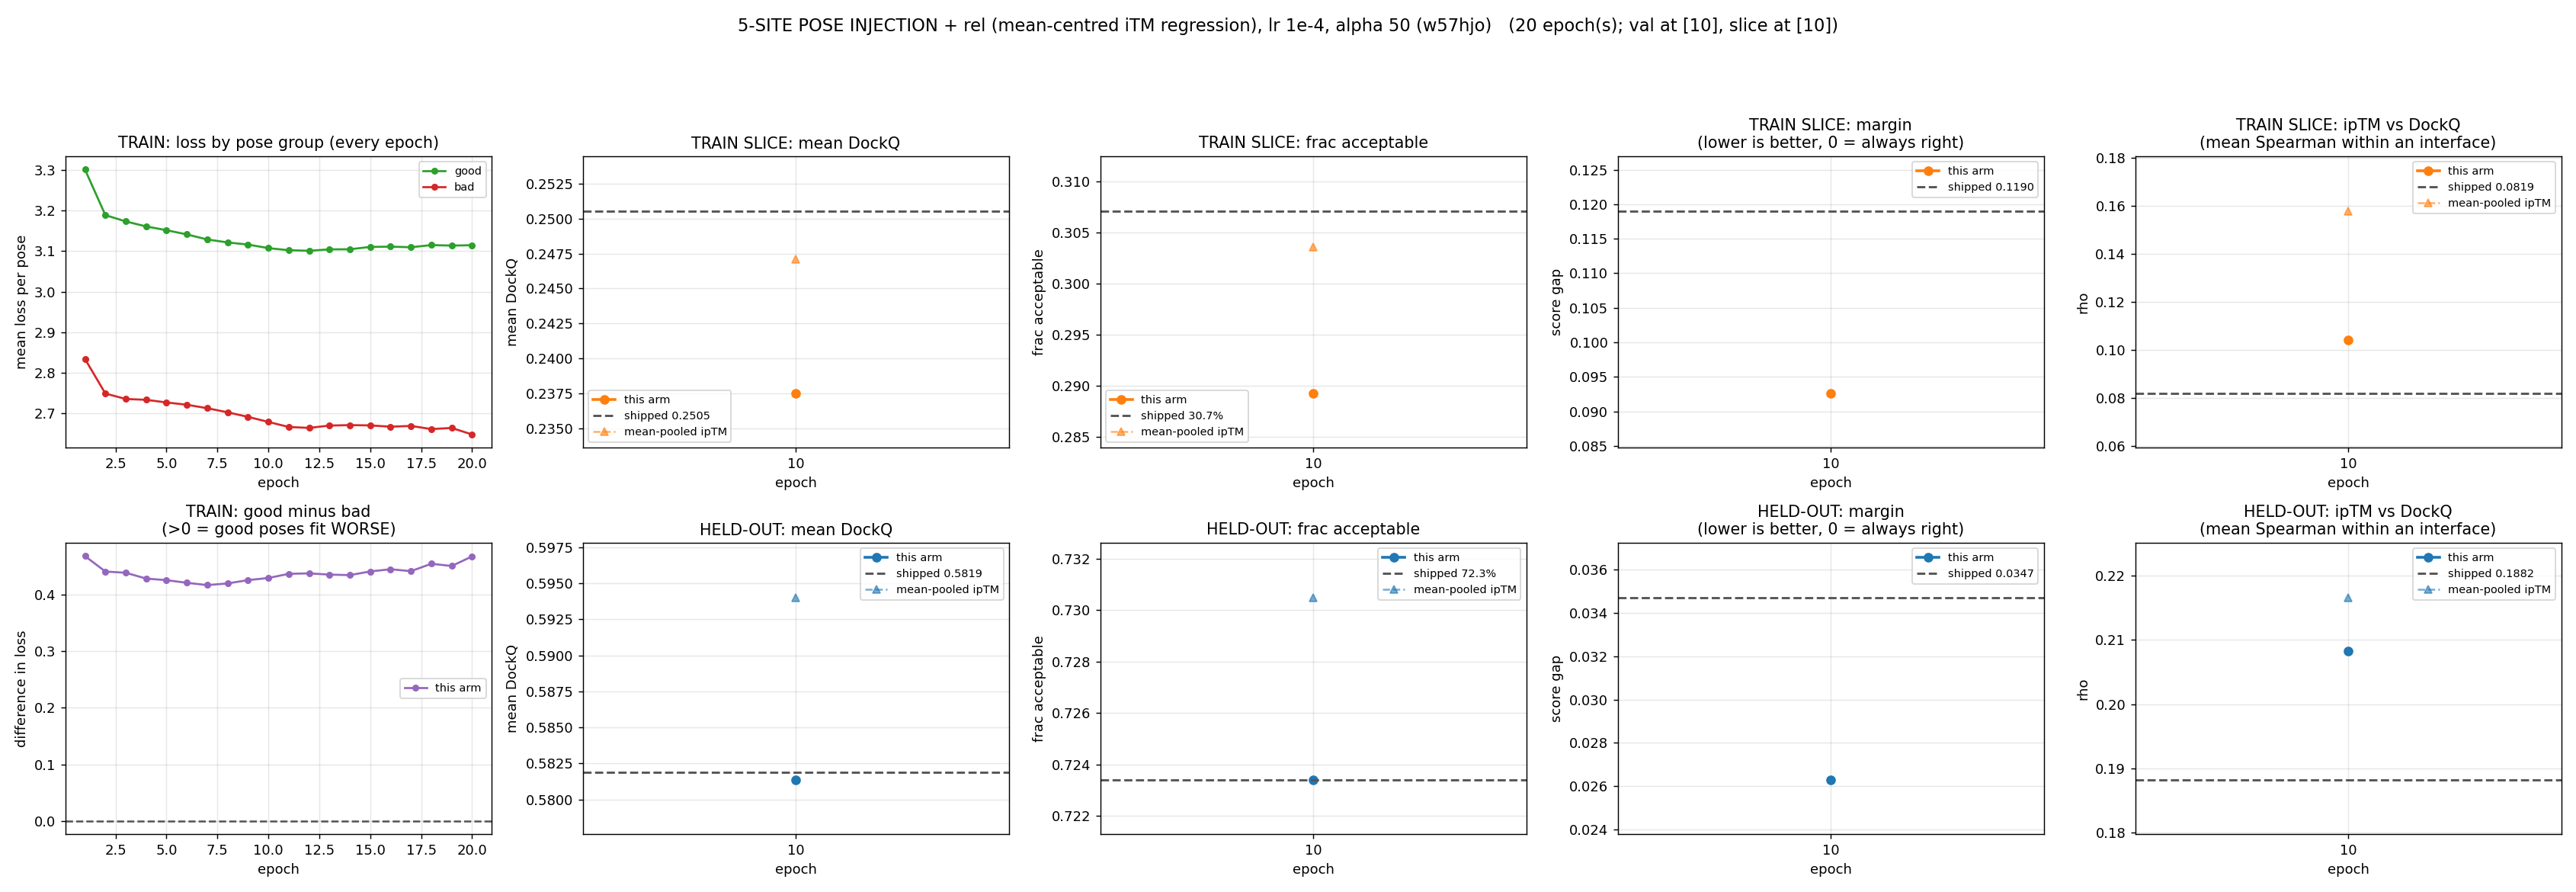 5-SITE POSE INJECTION + rel (mean-centred iTM regression), lr 1e-4, alpha 50 (w57hjo)   (20 epoch(s); val at [10], slice at [10])
TRAIN: loss by pose group (every epoch)
mean loss per pose
3.3
3.2
3.1
3.0
2.9
2.8
2.7
good
bad
2.5
5.0
7.5
10.0
12.5
15.0
17.5
20.0
epoch
TRAIN SLICE: mean DockQ
mean DockQ
0.2525
0.2500
0.2475
0.2450
0.2425
0.2400
0.2375
0.2350
this arm
shipped 0.2505
mean-pooled ipTM
10
epoch
TRAIN SLICE: frac acceptable
frac acceptable
0.310
0.305
0.300
0.295
0.290
0.285
this arm
shipped 30.7%
mean-pooled ipTM
10
epoch
TRAIN SLICE: margin
(lower is better, 0 = always right)
score gap
0.125
0.120
0.115
0.110
0.105
0.100
0.095
0.090
0.085
this arm
shipped 0.1190
10
epoch
TRAIN SLICE: ipTM vs DockQ
(mean Spearman within an interface)
rho
0.18
0.16
0.14
0.12
0.10
0.08
0.06
this arm
shipped 0.0819
mean-pooled ipTM
10
epoch
TRAIN: good minus bad
(>0 = good poses fit WORSE)
difference in loss
0.4
0.3
0.2
0.1
0.0
this arm
2.5
5.0
7.5
10.0
12.5
15.0
17.5
20.0
epoch
HELD-OUT: mean DockQ
mean DockQ
0.5975
0.5950
0.5925
0.5900
0.5875
0.5850
0.5825
0.5800
this arm
shipped 0.5819
mean-pooled ipTM
10
epoch
HELD-OUT: frac acceptable
frac acceptable
0.732
0.730
0.728
0.726
0.724
0.722
this arm
shipped 72.3%
mean-pooled ipTM
10
epoch
HELD-OUT: margin
(lower is better, 0 = always right)
score gap
0.036
0.034
0.032
0.030
0.028
0.026
0.024
this arm
shipped 0.0347
10
epoch
HELD-OUT: ipTM vs DockQ
(mean Spearman within an interface)
rho
0.22
0.21
0.20
0.19
0.18
this arm
shipped 0.1882
mean-pooled ipTM
10
epoch